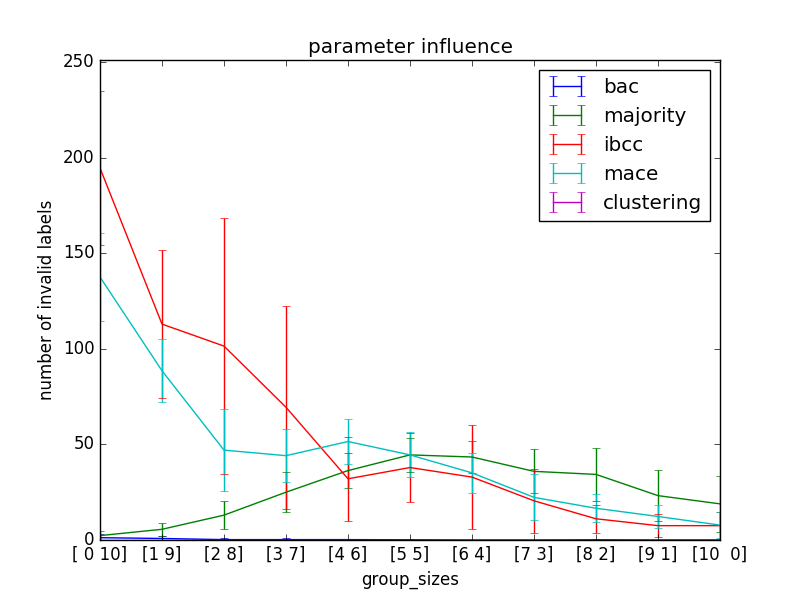 parameter influence
250
200
150
100
50
0
number of invalid labels
bac
majority
ibcc
mace
clustering
[ 0 10] [1 9] [2 8] [3 7] [4 6] [5 5] [6 4] [7 3] [8 2] [9 1] [10  0]
group_sizes